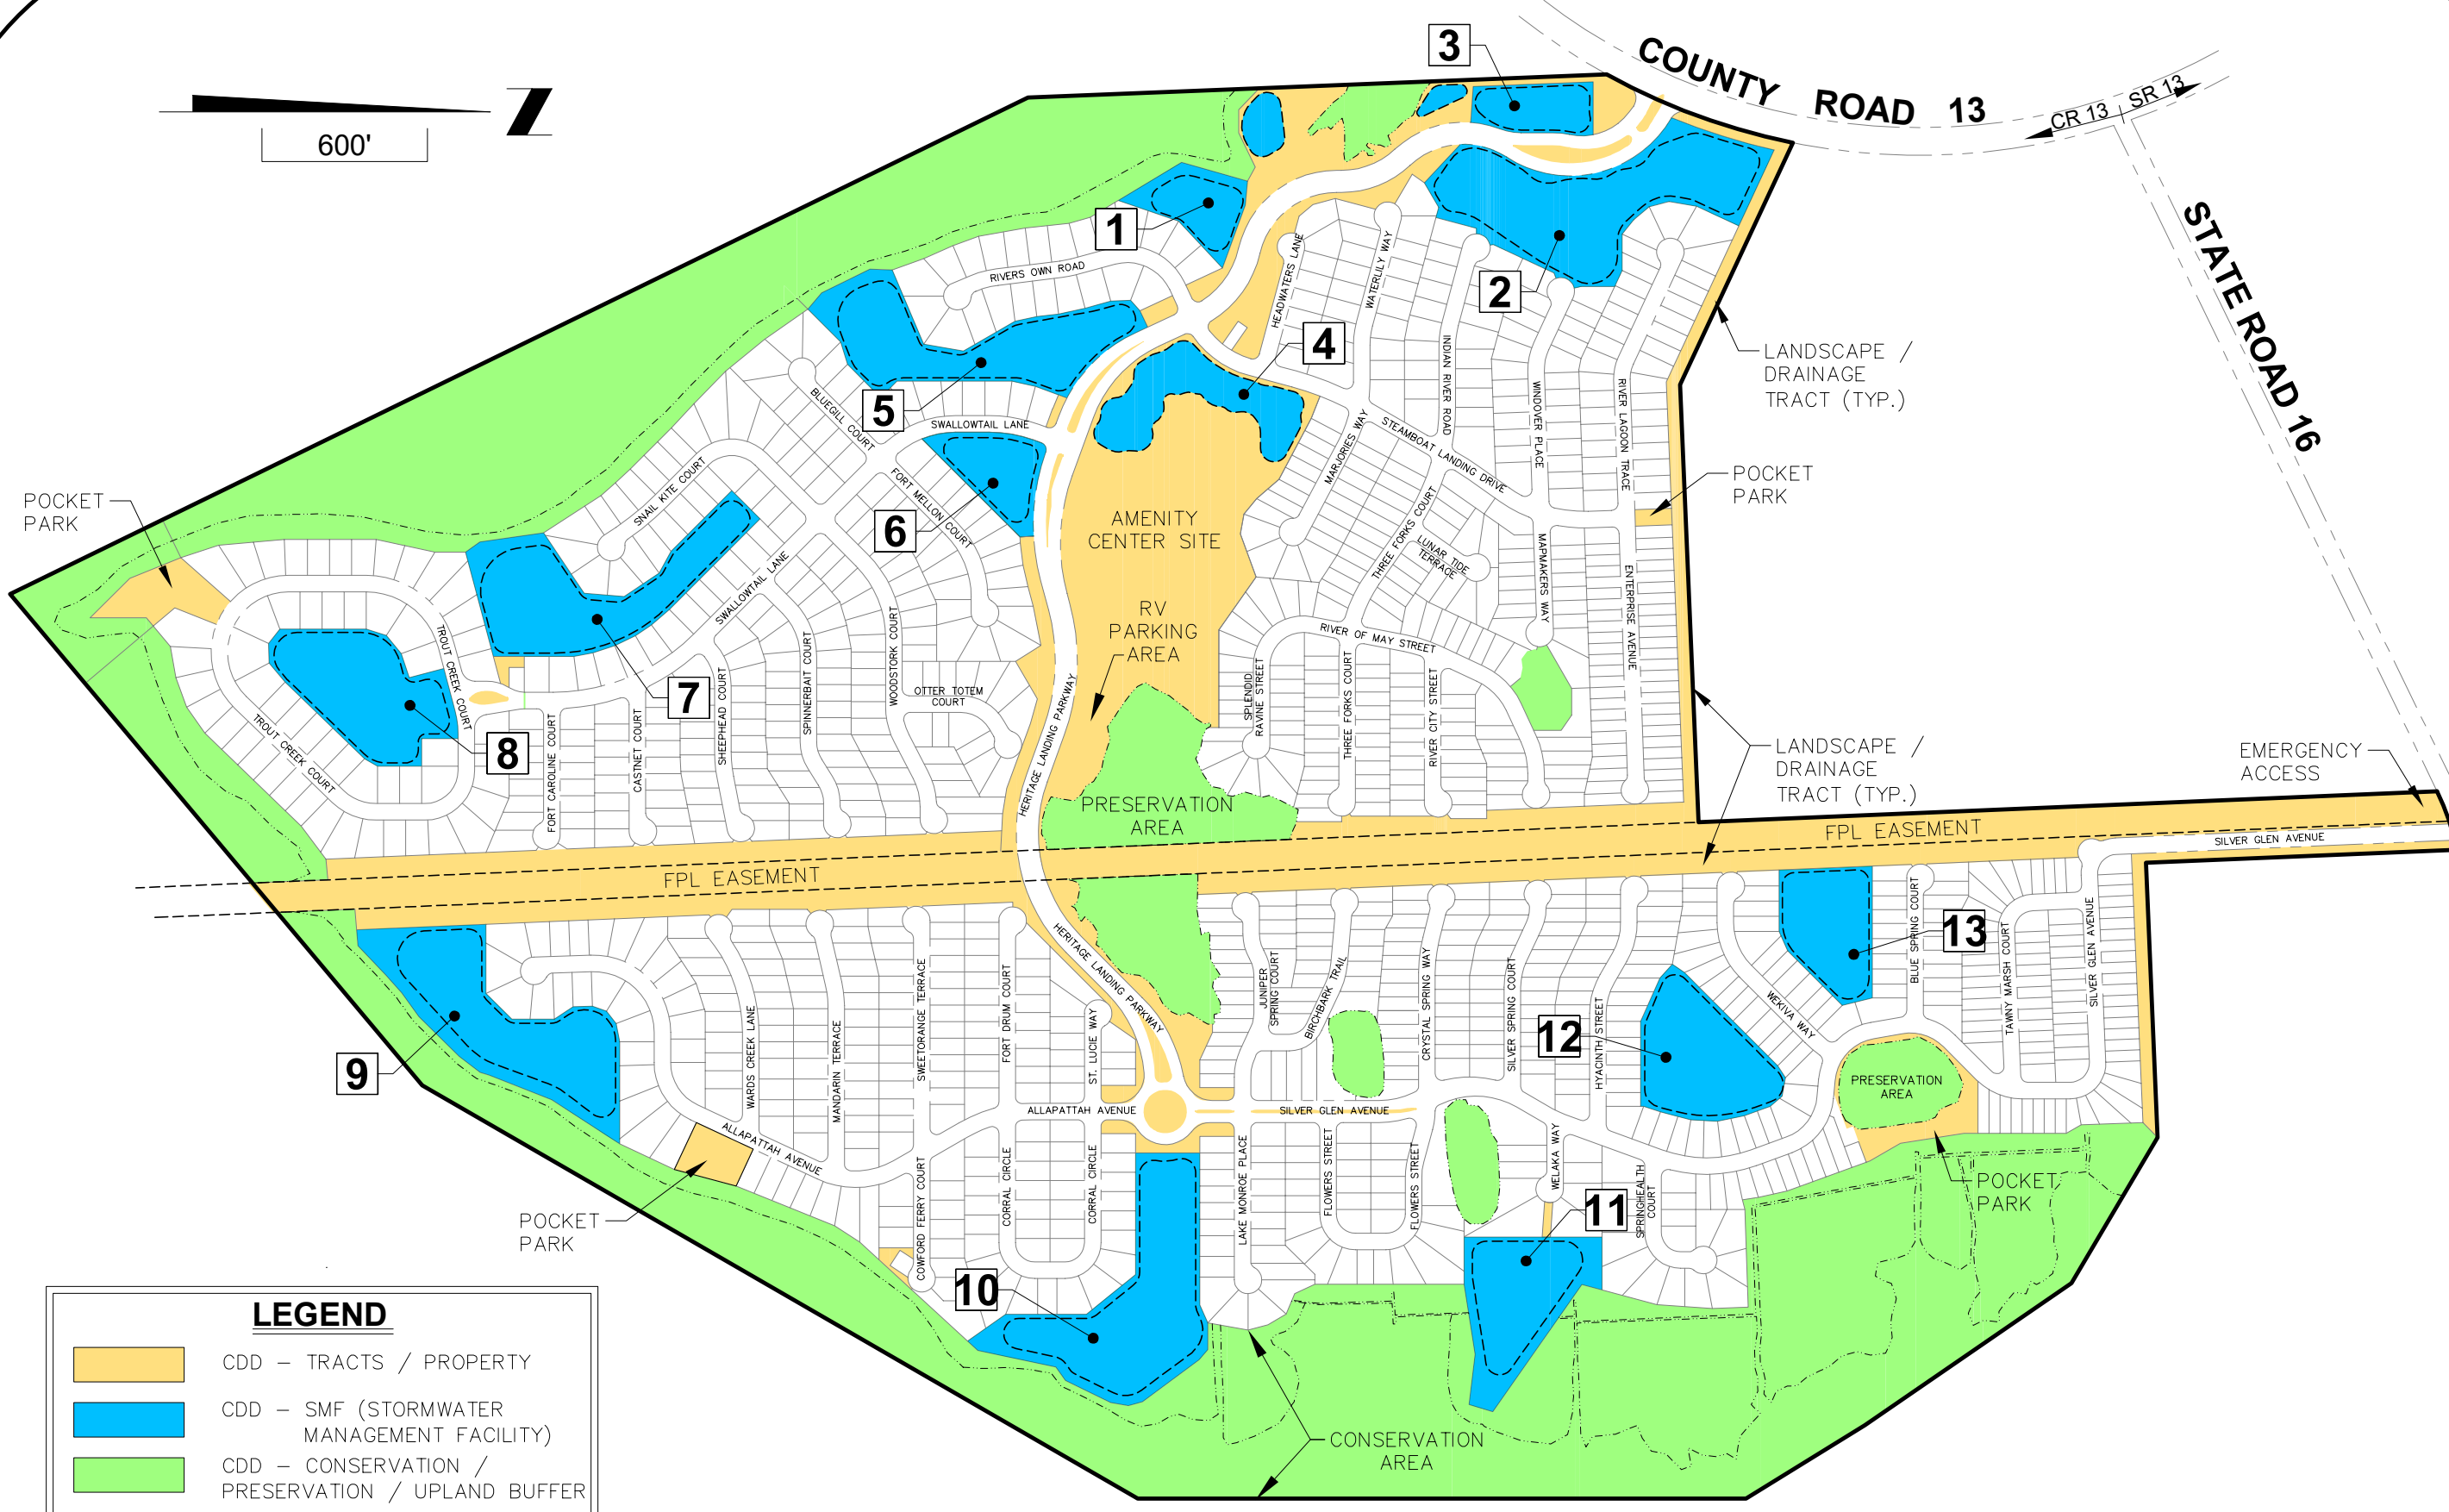 3
COUNTY ROAD 13
CR 13
SR 13
600'
STATE ROAD 16
1
RIVERS OWN ROAD
HEADWATERS LANE
WATERLILY WAY
2
4
INDIAN RIVER ROAD
WINDOVER PLACE
RIVER LAGOON TRACE
LANDSCAPE /
DRAINAGE
TRACT (TYP.)
5
BLUEGILL COURT
SWALLOWTAIL LANE
MARJORIES WAY
STEAMBOAT LANDING DRIVE
POCKET
PARK
POCKET
PARK
SNAIL KITE COURT
6
FORT MELLON COURT
AMENITY
CENTER SITE
THREE FORKS COURT
LUNAR TIDE
TERRACE
MAPMAKERS WAY
ENTERPRISE AVENUE
SWALLOWTAIL LANE
RV
PARKING
AREA
RIVER OF MAY STREET
TROUT CREEK COURT
TROUT CREEK COURT
7
8
SHEEPHEAD COURT
SPINNERBAIT COURT
WOODSTORK COURT
OTTER TOTEM
COURT
HERITAGE LANDING PARKWAY
SPLENDID
RAVINE STREET
THREE FORKS COURT
RIVER CITY STREET
FORT CAROLINE COURT
CASTNET COURT
LANDSCAPE /
DRAINAGE
TRACT (TYP.)
EMERGENCY
ACCESS
PRESERVATION
AREA
FPL EASEMENT
SILVER GLEN AVENUE
FPL EASEMENT
9
WARDS CREEK LANE
MANDARIN TERRACE
SWEETORANGE TERRACE
FORT DRUM COURT
ST. LUCIE WAY
HERITAGE LANDING PARKWAY
JUNIPER
SPRING COURT
BIRCHBARK TRAIL
CRYSTAL SPRING WAY
SILVER SPRING COURT
HYACINTH STREET
12
WEKIVA WAY
13
BLUE SPRING COURT
TAWNY MARSH COURT
SILVER GLEN AVENUE
PRESERVATION
AREA
ALLAPATTAH AVENUE
ALLAPATTAH AVENUE
SILVER GLEN AVENUE
COWFORD FERRY COURT
CORRAL CIRCLE
CORRAL CIRCLE
LAKE MONROE PLACE
FLOWERS STREET
FLOWERS STREET
WELAKA WAY
11
SPRINGHEALTH
COURT
POCKET
PARK
POCKET
PARK
10
CONSERVATION
AREA
LEGEND
CDD – TRACTS / PROPERTY
CDD – SMF (STORMWATER
MANAGEMENT FACILITY)
CDD – CONSERVATION /
PRESERVATION / UPLAND BUFFER